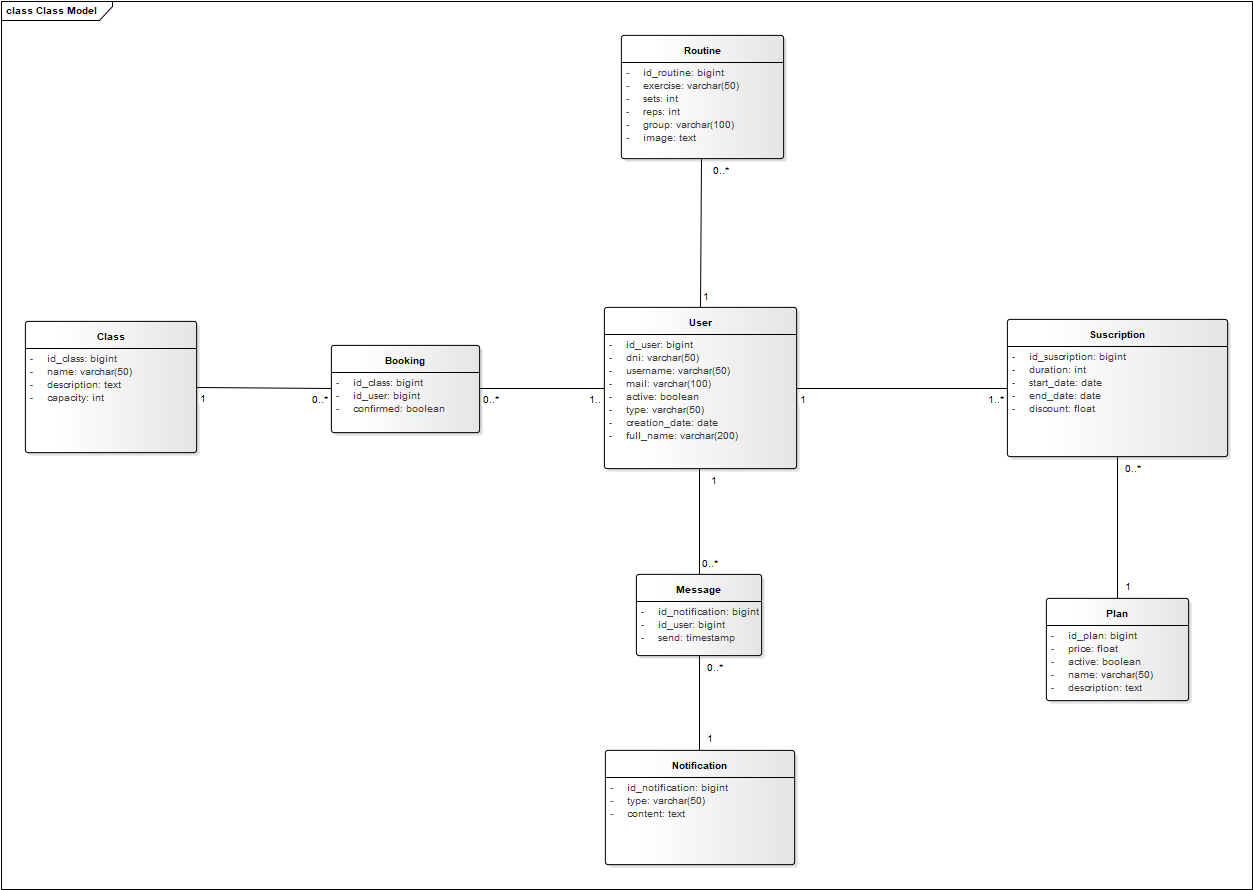 class Class Model
Routine
- id_routine: bigint
- exercise: varchar(50)
- sets: int
- reps: int
- group: varchar(100)
- image: text
0..*
1
Class
- id_class: bigint
- name: varchar(50)
- description: text
- capacity: int
1
0..*
Booking
- id_class: bigint
- id_user: bigint
- confirmed: boolean
0..*
1..
User
- id_user: bigint
- dni: varchar(50)
- username: varchar(50)
- mail: varchar(100)
- active: boolean
- type: varchar(50)
- creation_date: date
- full_name: varchar(200)
1
1..*
Suscription
- id_suscription: bigint
- duration: int
- start_date: date
- end_date: date
- discount: float
0..*
1
Plan
- id_plan: bigint
- price: float
- active: boolean
- name: varchar(50)
- description: text
1
0..*
Message
- id_notification: bigint
- id_user: bigint
- send: timestamp
0..*
1
Notification
- id_notification: bigint
- type: varchar(50)
- content: text